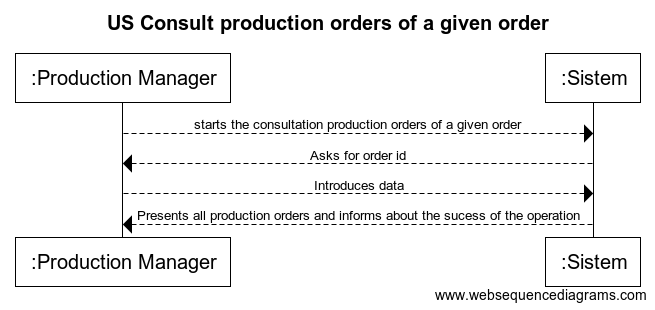 US Consult production orders of a given order
:Production Manager
:Sistem
starts the consultation production orders of a given order
Asks for order id
Introduces data
Presents all production orders and informs about the sucess of the operation
:Production Manager
:Sistem
www.websequencediagrams.com